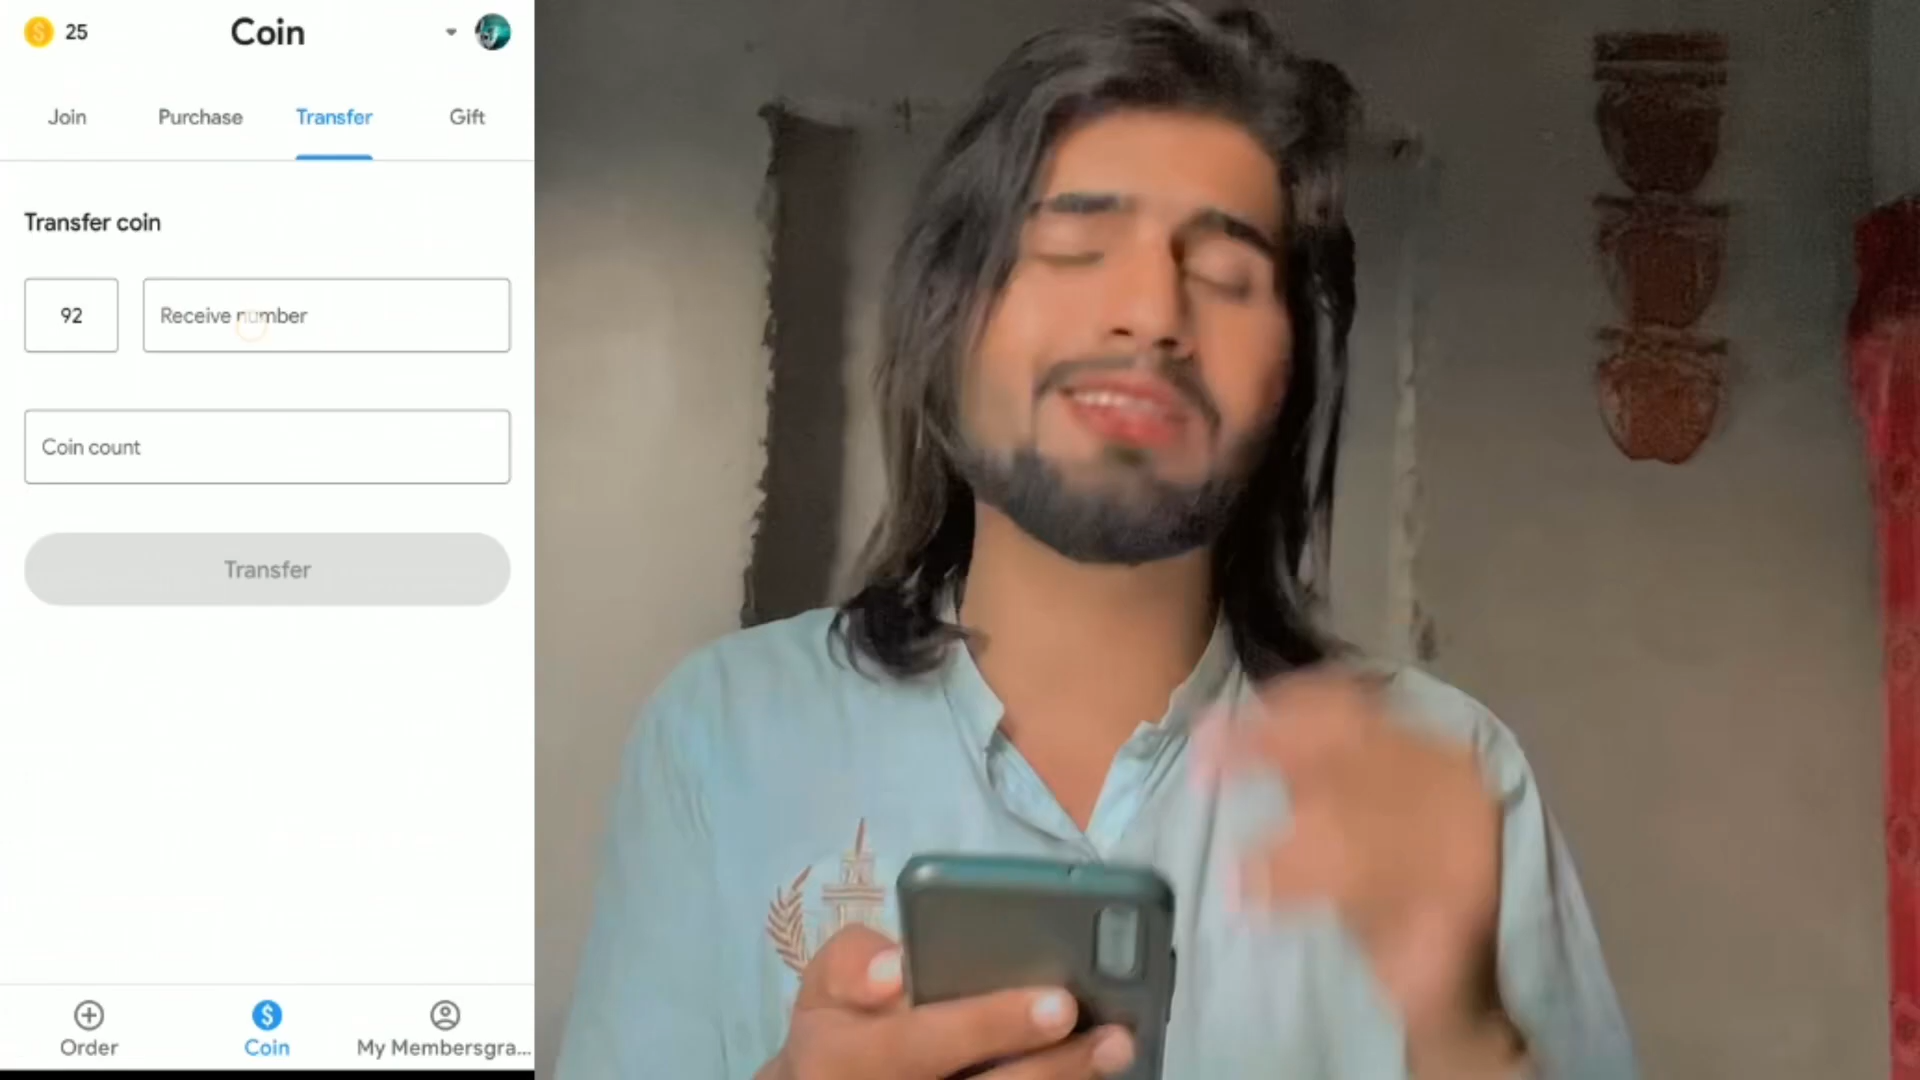 25
Coin
Join
Purchase
Transfer
Gift
Transfer coin
92
Receive number
Coin count
Transfer
Order
Coin
My Membersgra...